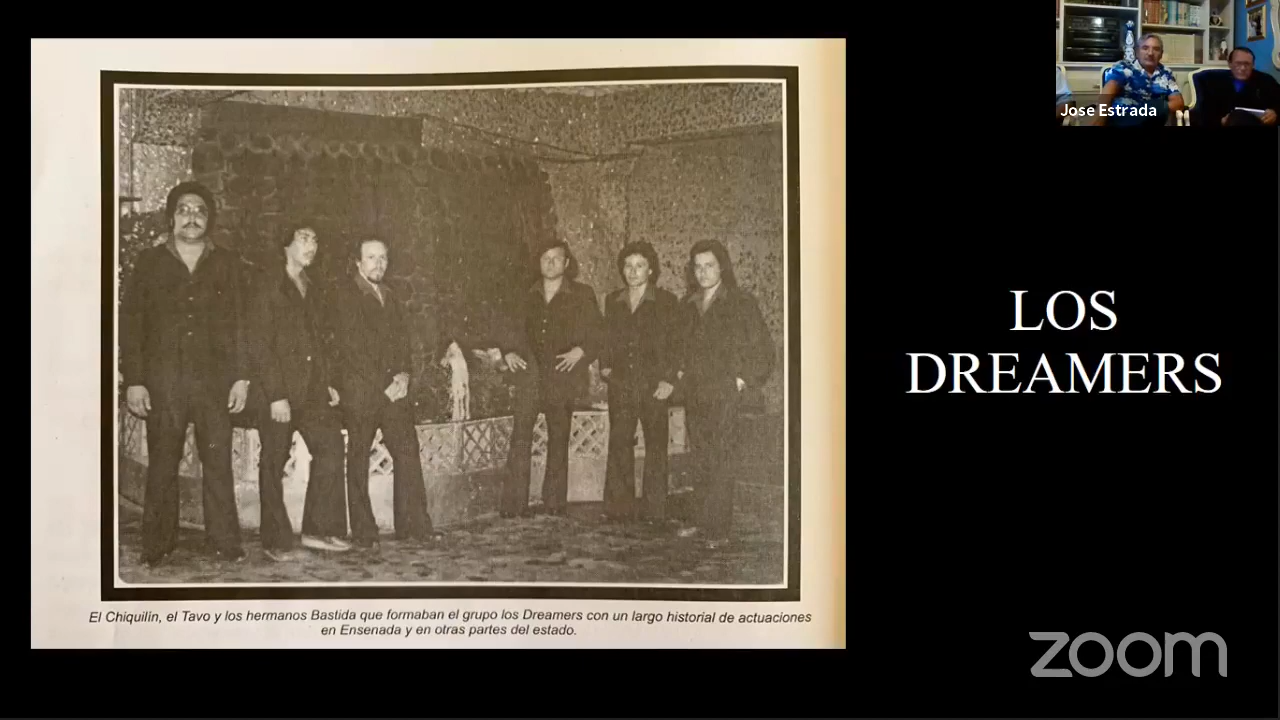 Jose Estrada
LOS
DREAMERS
El Chiquilín, el Tavo y los hermanos Bastida que formaban el grupo los Dreamers con un largo historial de actuaciones
en Ensenada y en otras partes del estado.
zoom